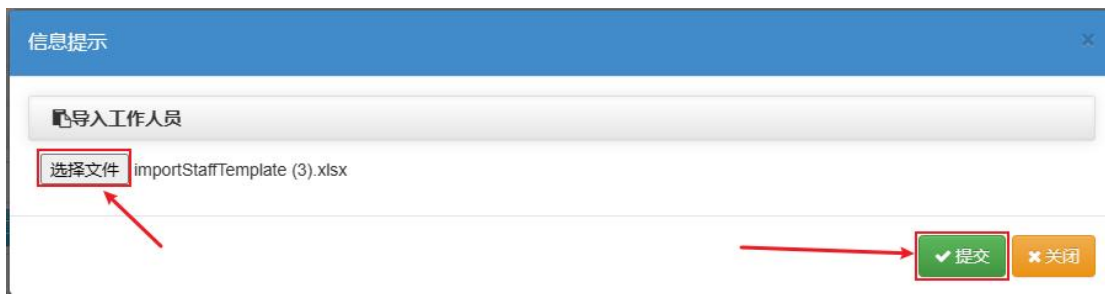 信息提示
导入工作人员
选择文件 importStaffTemplate (3).xlsx
提交 关闭